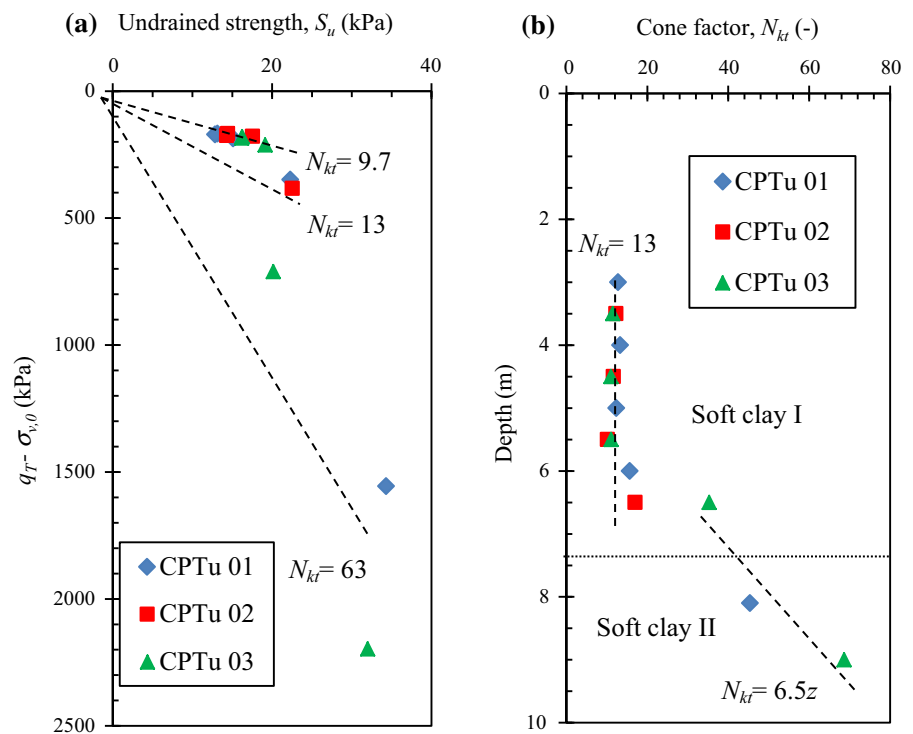 (a) Undrained strength, Su (kPa)
0 20 40
0
500
1000
1500
2000
2500
qT- σv,0 (kPa)
Nkt= 9.7
Nkt= 13
Nkt= 63
CPTu 01
CPTu 02
CPTu 03
(b) Cone factor, Nkt (-)
0 20 40 60 80
0
2
4
6
8
10
Depth (m)
CPTu 01
CPTu 02
CPTu 03
Nkt= 13
Soft clay I
Soft clay II
Nkt= 6.5z